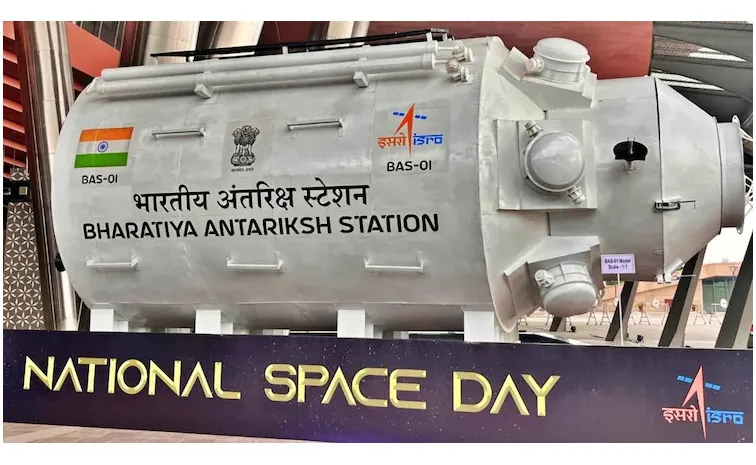 BAS-01
इसरो isro
BAS-01
भारतीय अंतरिक्ष स्टेशन
BHARATIYA ANTARIKSH STATION
BAS-01 Model
Scale - 1:1
NATIONAL SPACE DAY
इसरो isro